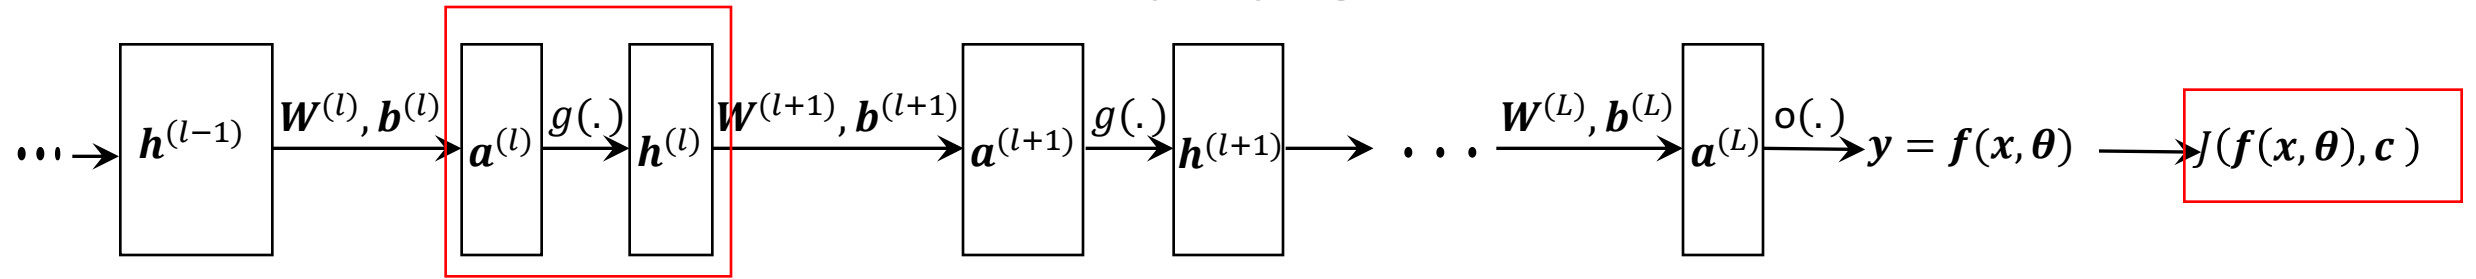 ... h^(l−1) W^(l), b^(l) a^(l) g(.) h^(l) W^(l+1), b^(l+1) a^(l+1) g(.) h^(l+1) . . . W^(L), b^(L) a^(L) o(.) y = f(x, θ) J(f(x, θ), c )